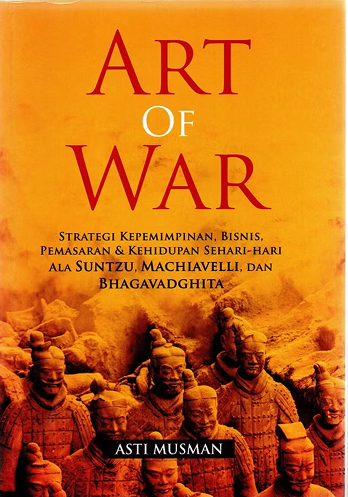 ART
OF
WAR
STRATEGI KEPEMIMPINAN, BISNIS,
PEMASARAN & KEHIDUPAN SEHARI-HARI
ALA SUNTZU, MACHIAVELLI, DAN
BHAGAVADGHITA
ASTI MUSMAN